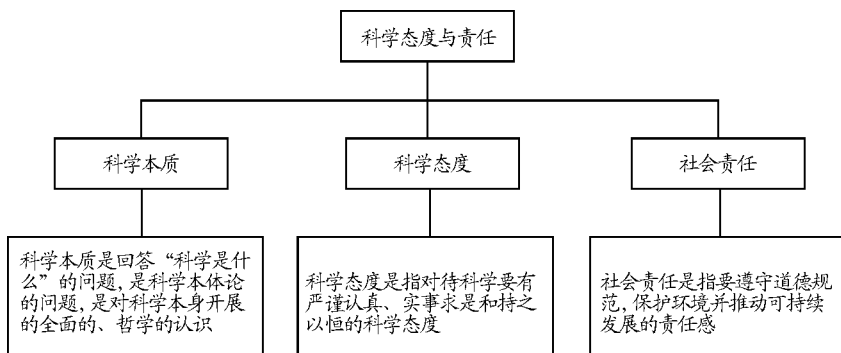 科学态度与责任
科学本质
科学态度
社会责任
科学本质是回答“科学是什
么”的问题,是科学本体论
的问题,是对科学本身开展
的全面的、哲学的认识
科学态度是指对待科学要有
严谨认真、实事求是和持之
以恒的科学态度
社会责任是指要遵守道德规
范,保护环境并推动可持续
发展的责任感